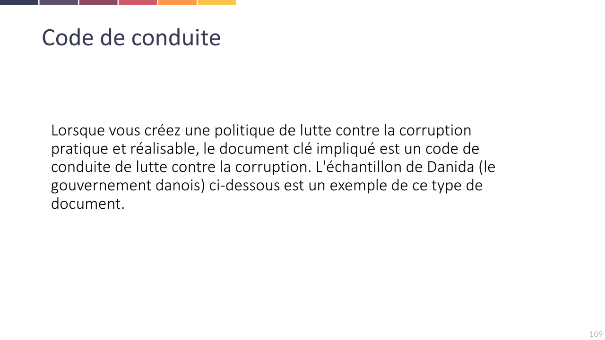 Code de conduite
Lorsque vous créez une politique de lutte contre la corruption
pratique et réalisable, le document clé impliqué est un code de
conduite de lutte contre la corruption. L'échantillon de Danida (le
gouvernement danois) ci-dessous est un exemple de ce type de
document.
109